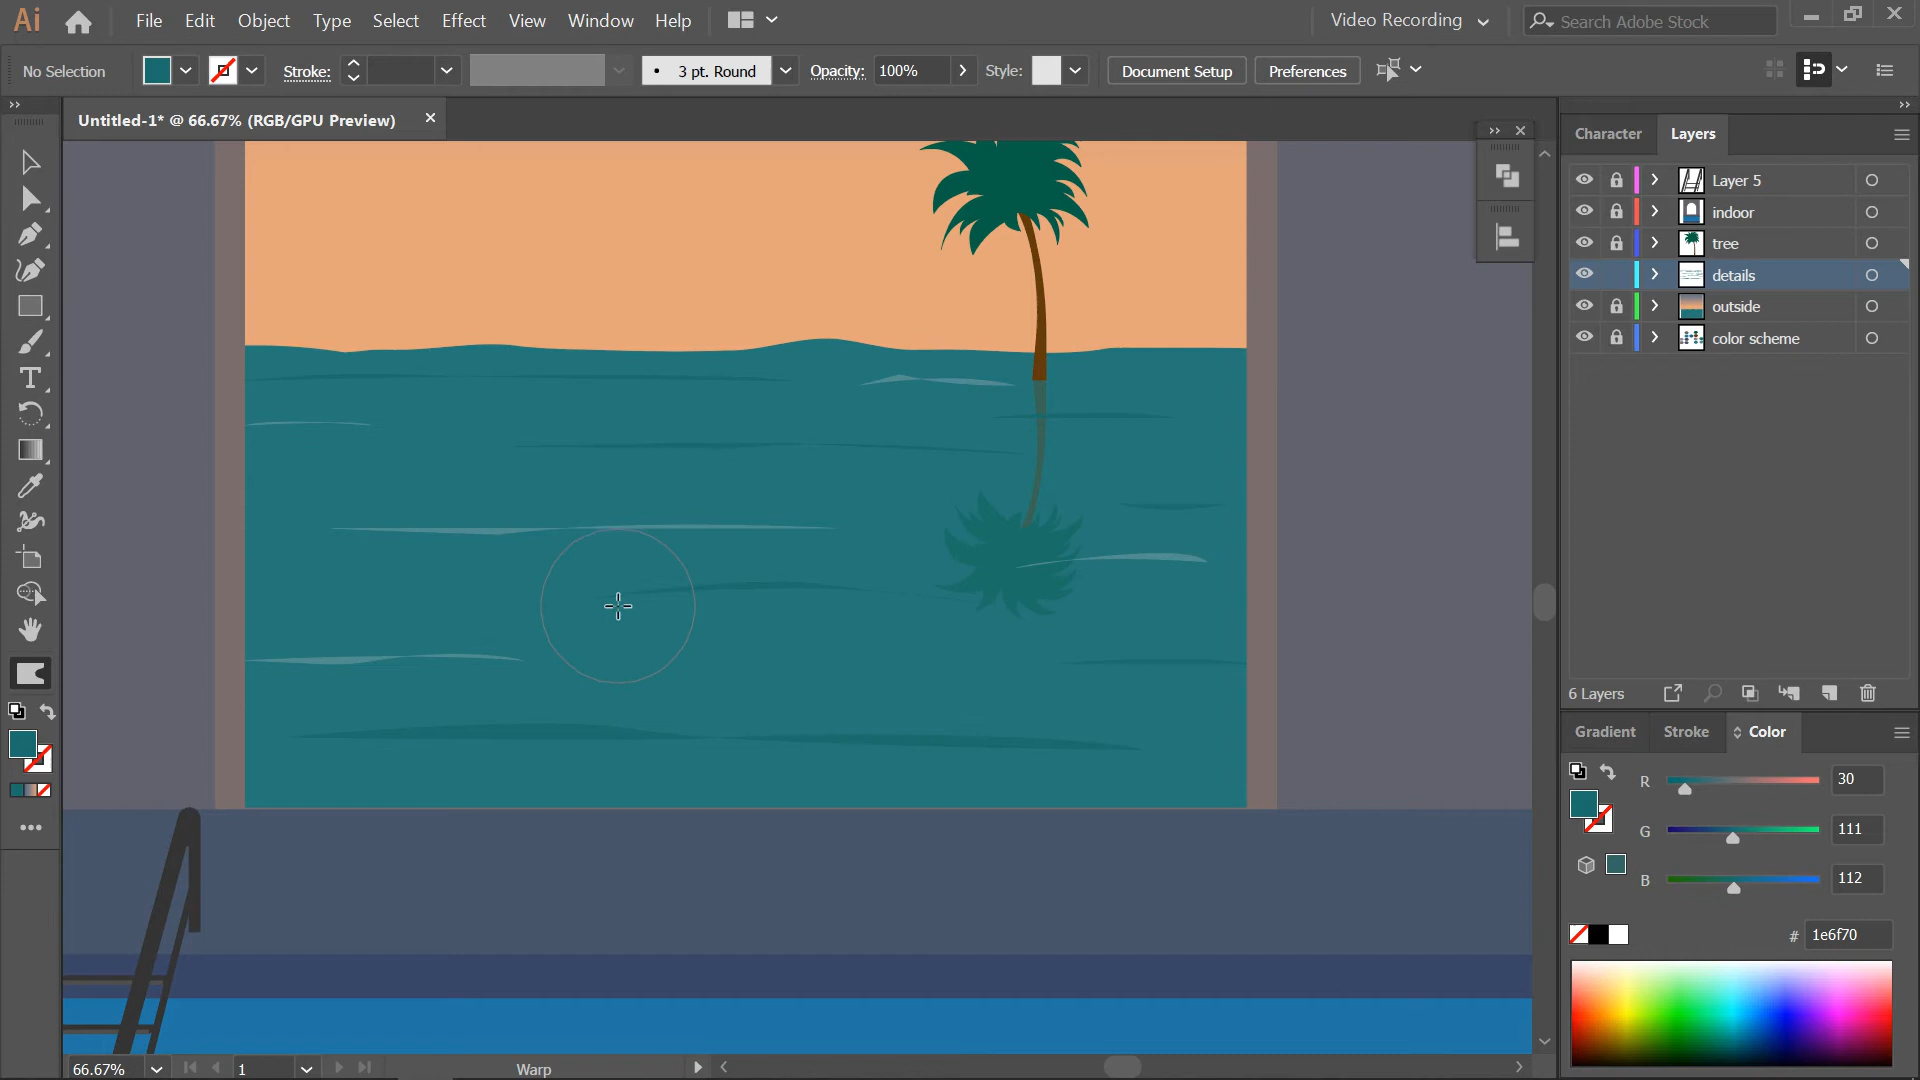 Ai File Edit Object Type Select Effect View Window Help Video Recording Search Adobe Stock
No Selection Stroke: 3 pt. Round Opacity: 100% Style: Document Setup Preferences
Untitled-1* @ 66.67% (RGB/GPU Preview)
Character Layers
Layer 5
indoor
tree
details
outside
color scheme
6 Layers
Gradient Stroke Color
R 30
G 111
B 112
# 1e6f70
66.67% 1 Warp